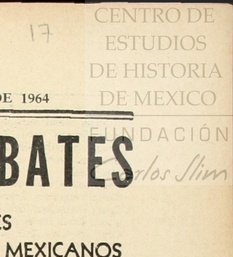 CENTRO DE
17
ESTUDIOS
DE HISTORIA
DE MEXICO
DE 1964
FUNDACIÓN
BATES
Carlos Slim
ES
MEXICANOS